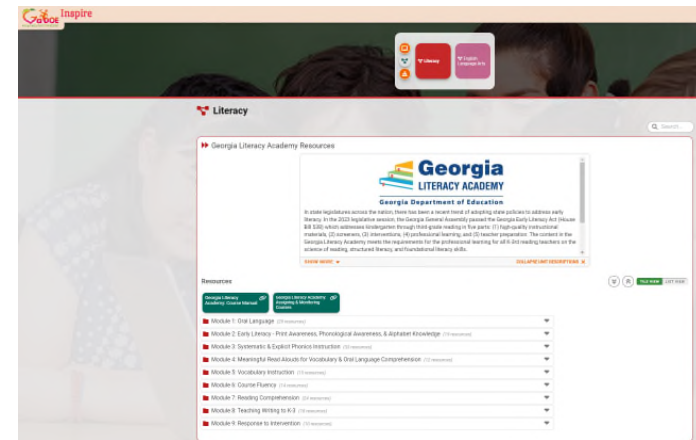 GaDOE Inspire
Literacy
English Language Arts
Literacy
Search
Georgia Literacy Academy Resources
Georgia
LITERACY ACADEMY
Georgia Department of Education
In state legislatures across the nation, there has been a recent trend of adopting state policies to address early
literacy. In the 2023 legislative session, the Georgia General Assembly passed the Georgia Early Literacy Act (House
Bill 538) which addresses kindergarten through third-grade reading in five parts: (1) high-quality instructional
materials, (2) screeners, (3) interventions, (4) professional learning, and (5) teacher preparation. The content in the
Georgia Literacy Academy meets the requirements for the professional learning for all K-3rd reading teachers on the
science of reading, structured literacy, and foundational literacy skills.
SHOW MORE
COLLAPSE UNIT DESCRIPTIONS
Resources
TILE VIEW LIST VIEW
Georgia Literacy
Academy: Course Manual
Georgia Literacy Academy
Assigning & Monitoring
Courses
Module 1: Oral Language
Module 2: Early Literacy - Print Awareness, Phonological Awareness, & Alphabet Knowledge
Module 3: Systematic & Explicit Phonics Instruction
Module 4: Meaningful Read Alouds for Vocabulary & Oral Language Comprehension
Module 5: Vocabulary Instruction
Module 6: Course Fluency
Module 7: Reading Comprehension
Module 8: Teaching Writing to K-3
Module 9: Response to Intervention